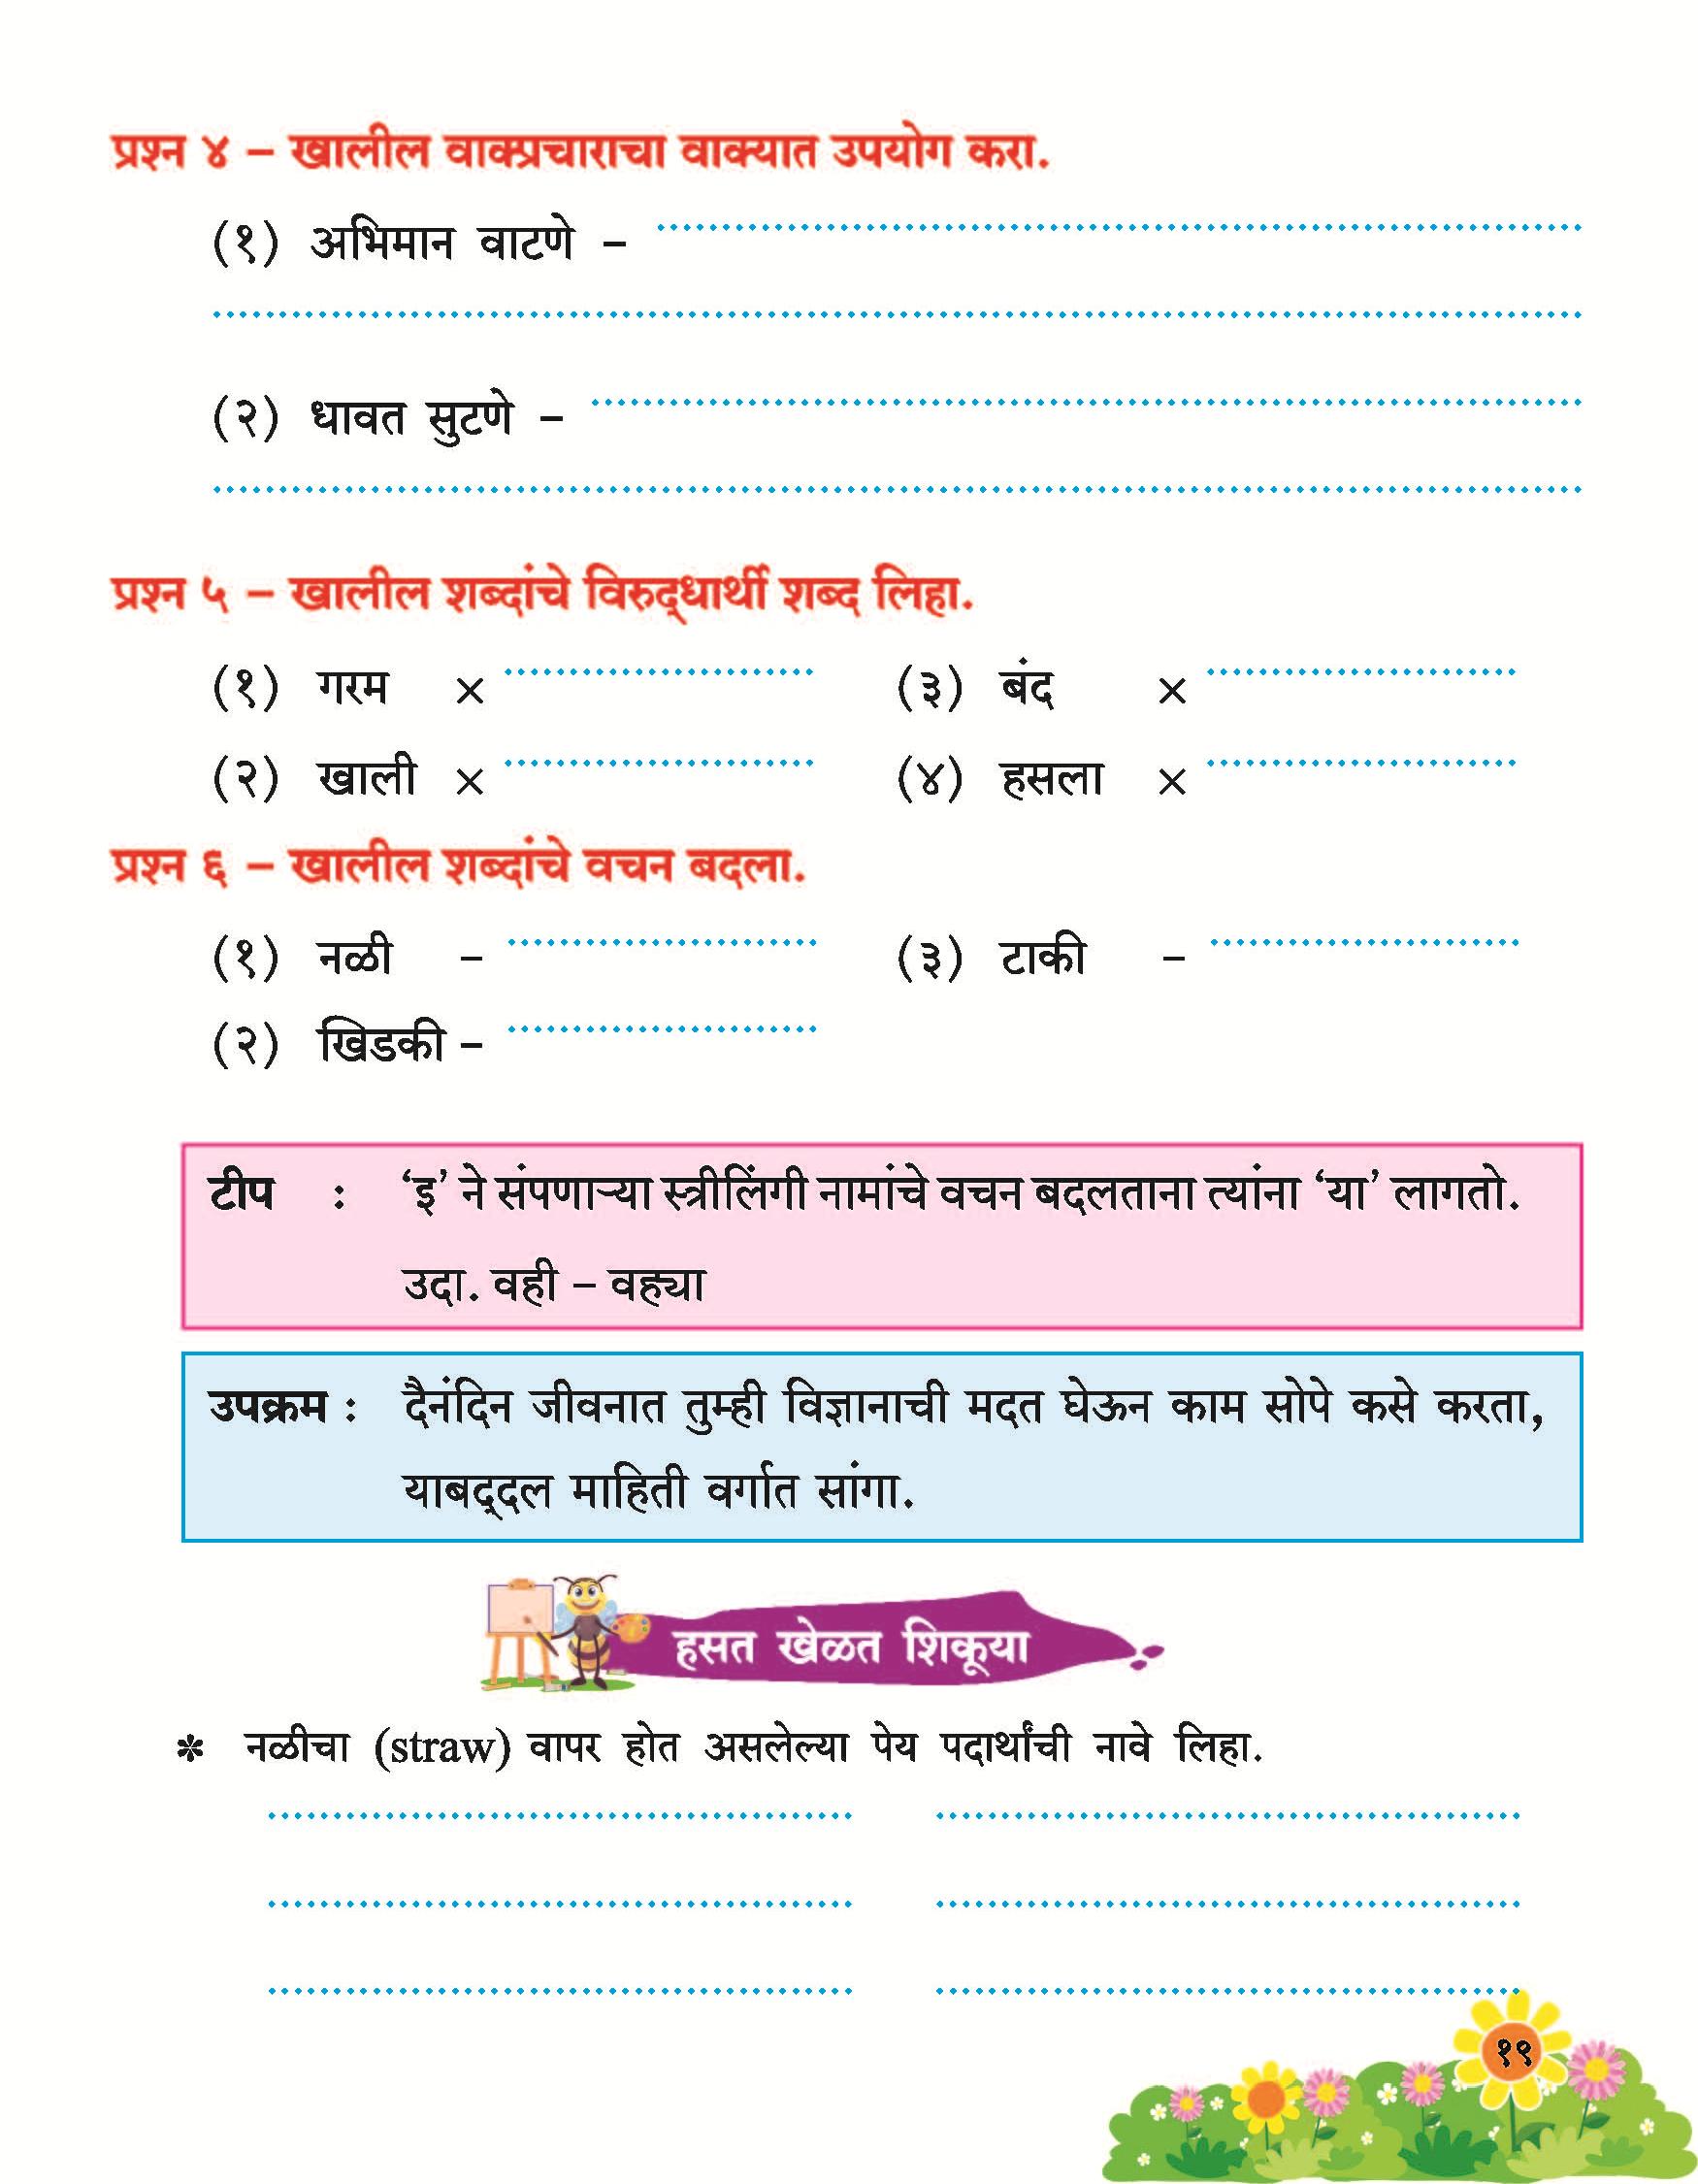 प्रश्न ४ – खालील वाक्प्रचाराचा वाक्यात उपयोग करा.
(१) अभिमान वाटणे –
(२) धावत सुटणे –
प्रश्न ५ – खालील शब्दांचे विरुद्‌धार्थी शब्द लिहा.
(१) गरम × (३) बंद ×
(२) खाली × (४) हसला ×
प्रश्न ६ – खालील शब्दांचे वचन बदला.
(१) नळी – (३) टाकी –
(२) खिडकी –
टीप : ‘इ’ ने संपणाऱ्या स्त्रीलिंगी नामांचे वचन बदलताना त्यांना ‘या’ लागतो.
उदा. वही – वह्या
उपक्रम : दैनंदिन जीवनात तुम्ही विज्ञानाची मदत घेऊन काम सोपे कसे करता,
याबद्‌दल माहिती वर्गात सांगा.
हसत खेळत शिकूया
* नळीचा (straw) वापर होत असलेल्या पेय पदार्थांची नावे लिहा.
१९